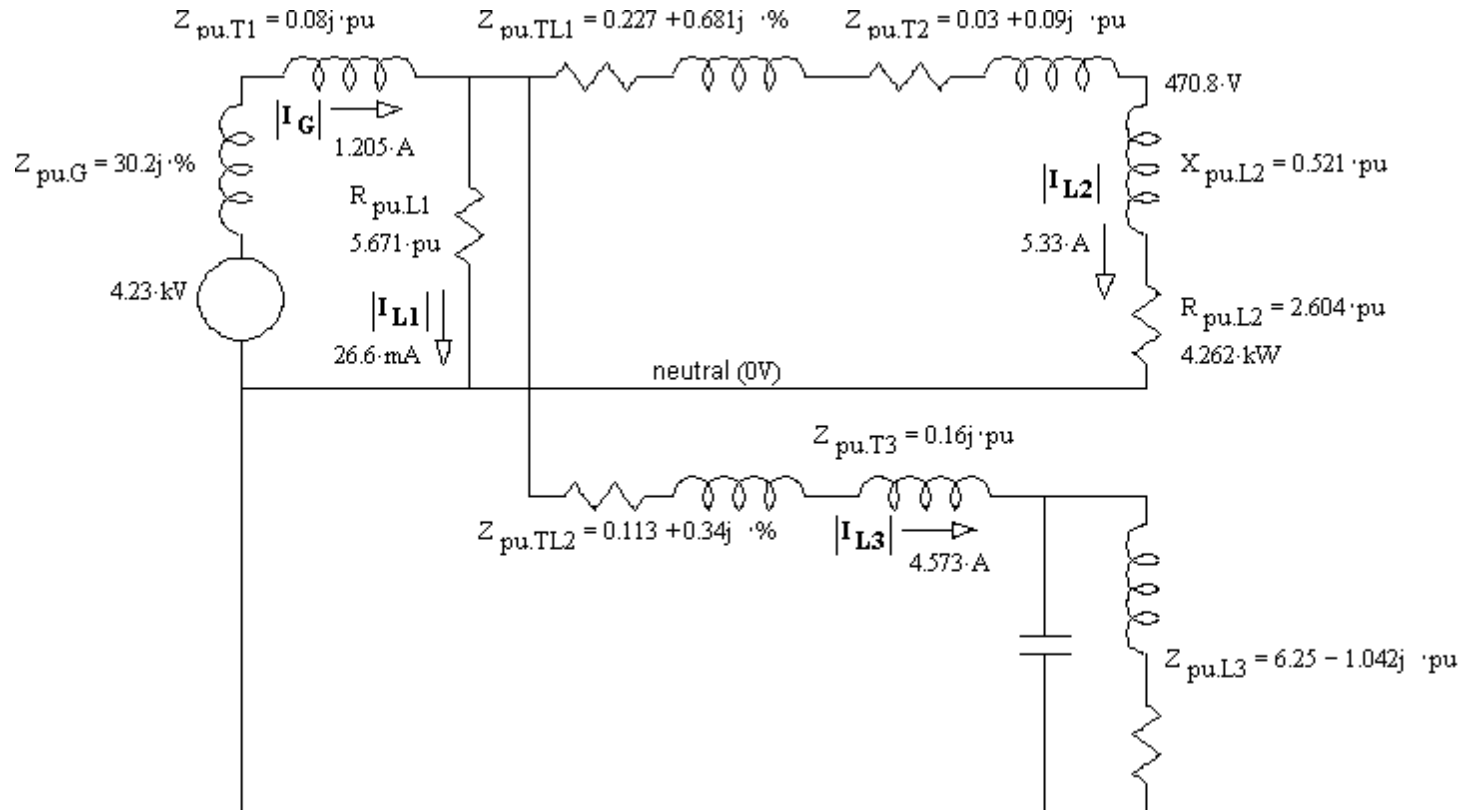 Z pu.T1 = 0.08j·pu
Z pu.TL1 = 0.227 +0.681j ·%
Z pu.T2 = 0.03 +0.09j ·pu
470.8·V
|I G|
1.205·A
Z pu.G = 30.2j·%
X pu.L2 = 0.521 ·pu
|I L2|
R pu.L1
5.671·pu
5.33·A
4.23·kV
|I L1|
26.6·mA
R pu.L2 = 2.604 ·pu
4.262·kW
neutral (0V)
Z pu.T3 = 0.16j·pu
Z pu.TL2 = 0.113 +0.34j ·%
|I L3|
4.573·A
Z pu.L3 = 6.25 − 1.042j ·pu